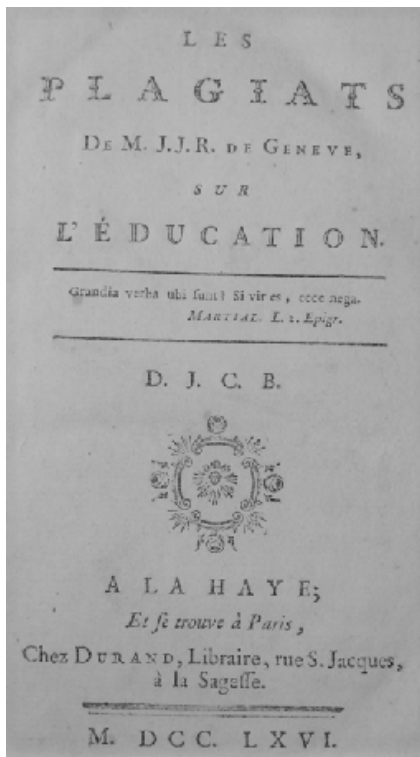 LES
PLAGIATS
DE M. J. J. R. DE GENEVE,
SUR
L'ÉDUCATION.
Grandia verba ubi sunt? Si vir es, ecce nega.
MARTIAL. L. 2. Epigr.
D. J. C. B.
A LA HAYE;
Et se trouve à Paris,
Chez DURAND, Libraire, rue S. Jacques,
à la Sagesse.
M. DCC. LXVI.